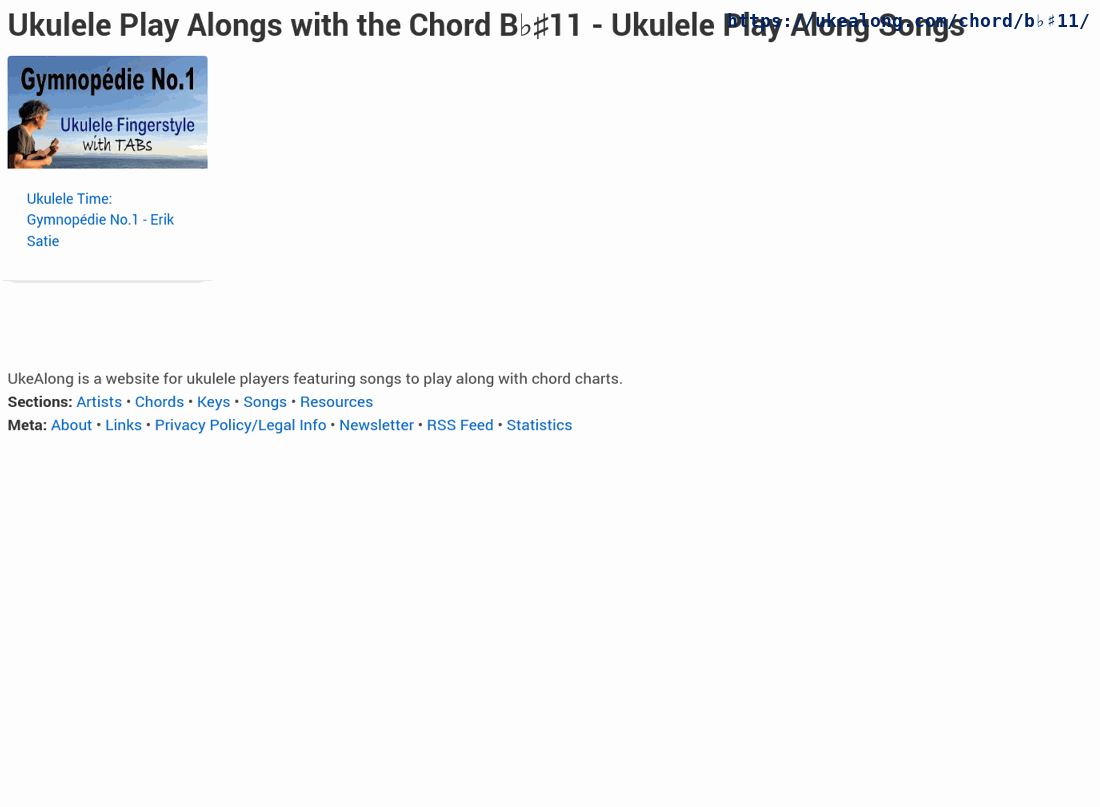 Ukulele Play Alongs with the Chord B♭♯11 - Ukulele Play Along Songs
https://ukealong.com/chord/b♭♯11/
Gymnopédie No.1
Ukulele Fingerstyle
with TABs
Ukulele Time:
Gymnopédie No.1 - Erik
Satie
UkeAlong is a website for ukulele players featuring songs to play along with chord charts.
Sections: Artists • Chords • Keys • Songs • Resources
Meta: About • Links • Privacy Policy/Legal Info • Newsletter • RSS Feed • Statistics